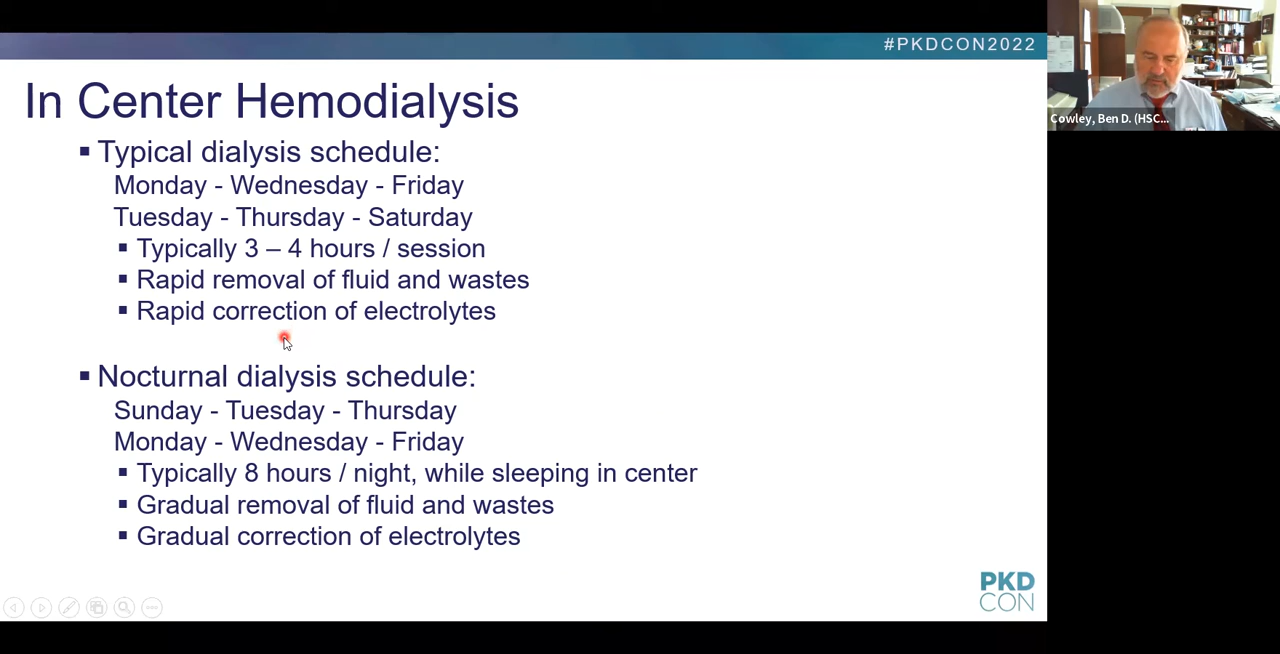 #PKDCON2022
In Center Hemodialysis
▪ Typical dialysis schedule:
Monday - Wednesday - Friday
Tuesday - Thursday - Saturday
▪ Typically 3 – 4 hours / session
▪ Rapid removal of fluid and wastes
▪ Rapid correction of electrolytes
▪ Nocturnal dialysis schedule:
Sunday - Tuesday - Thursday
Monday - Wednesday - Friday
▪ Typically 8 hours / night, while sleeping in center
▪ Gradual removal of fluid and wastes
▪ Gradual correction of electrolytes
PKD
CON
Cowley, Ben D. (HSC...